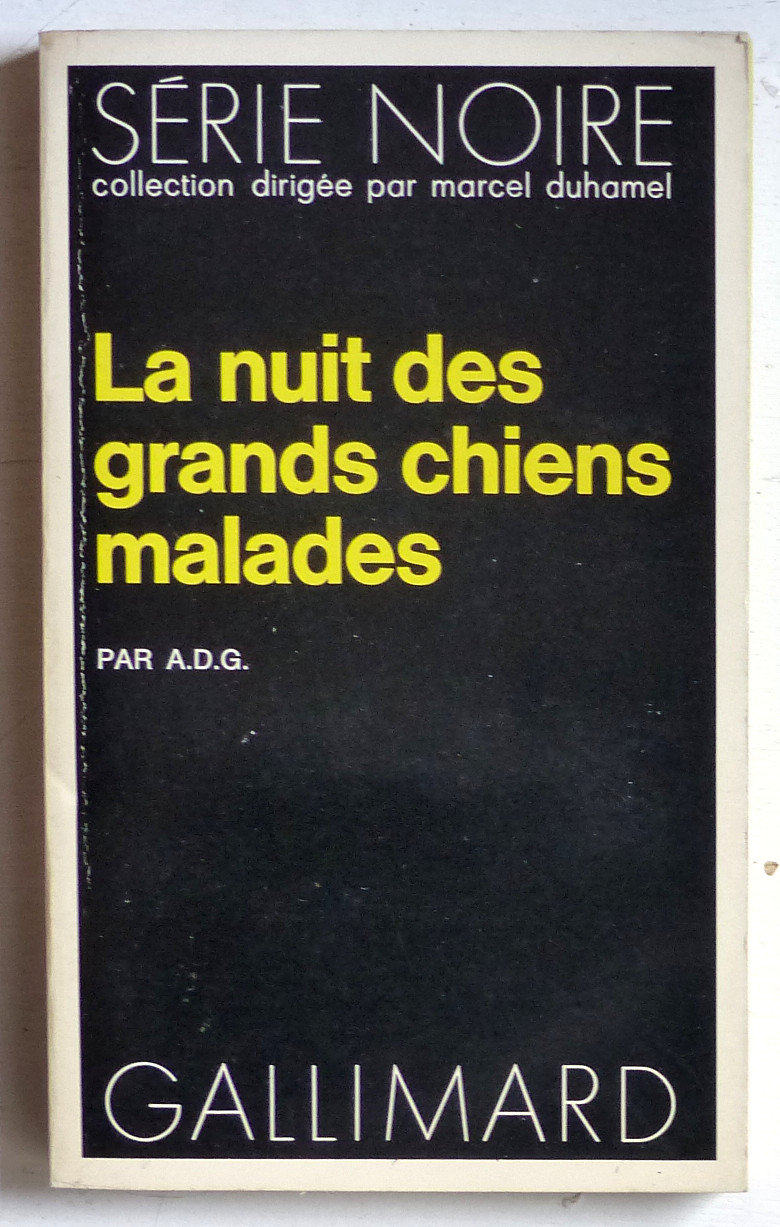 SÉRIE NOIRE
collection dirigée par marcel duhamel
La nuit des
grands chiens
malades
PAR A.D.G.
GALLIMARD